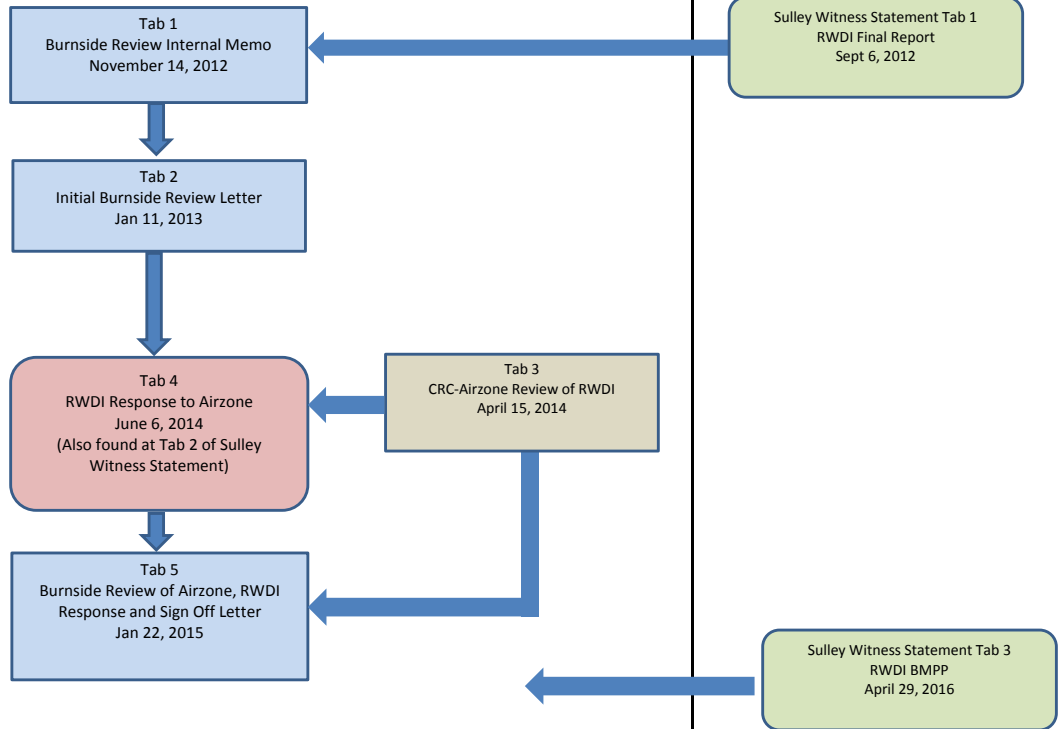 Tab 1
Burnside Review Internal Memo
November 14, 2012
Sulley Witness Statement Tab 1
RWDI Final Report
Sept 6, 2012
Tab 2
Initial Burnside Review Letter
Jan 11, 2013
Tab 4
RWDI Response to Airzone
June 6, 2014
(Also found at Tab 2 of Sulley
Witness Statement)
Tab 3
CRC-Airzone Review of RWDI
April 15, 2014
Tab 5
Burnside Review of Airzone, RWDI
Response and Sign Off Letter
Jan 22, 2015
Sulley Witness Statement Tab 3
RWDI BMPP
April 29, 2016